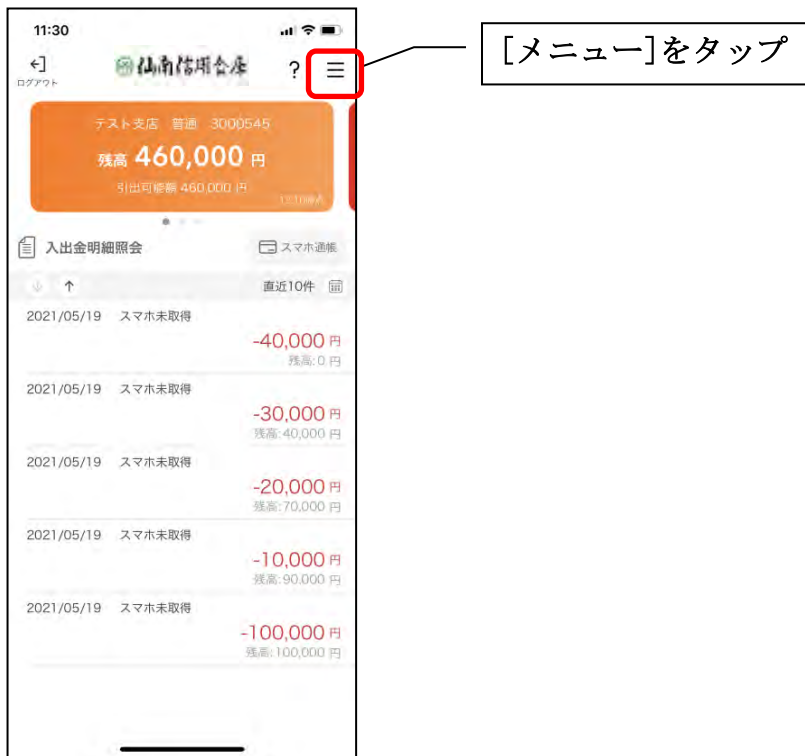 11:30
仙南信用金庫
?
ログアウト
[メニュー]をタップ
テスト支店 普通 3000545
残高 460,000 円
引出可能額 460,000 円
入出金明細照会
スマホ通帳
直近10件
2021/05/19 スマホ未取得
-40,000 円
残高:0 円
2021/05/19 スマホ未取得
-30,000 円
残高:40,000 円
2021/05/19 スマホ未取得
-20,000 円
残高:70,000 円
2021/05/19 スマホ未取得
-10,000 円
残高:90,000 円
2021/05/19 スマホ未取得
-100,000 円
残高:100,000 円